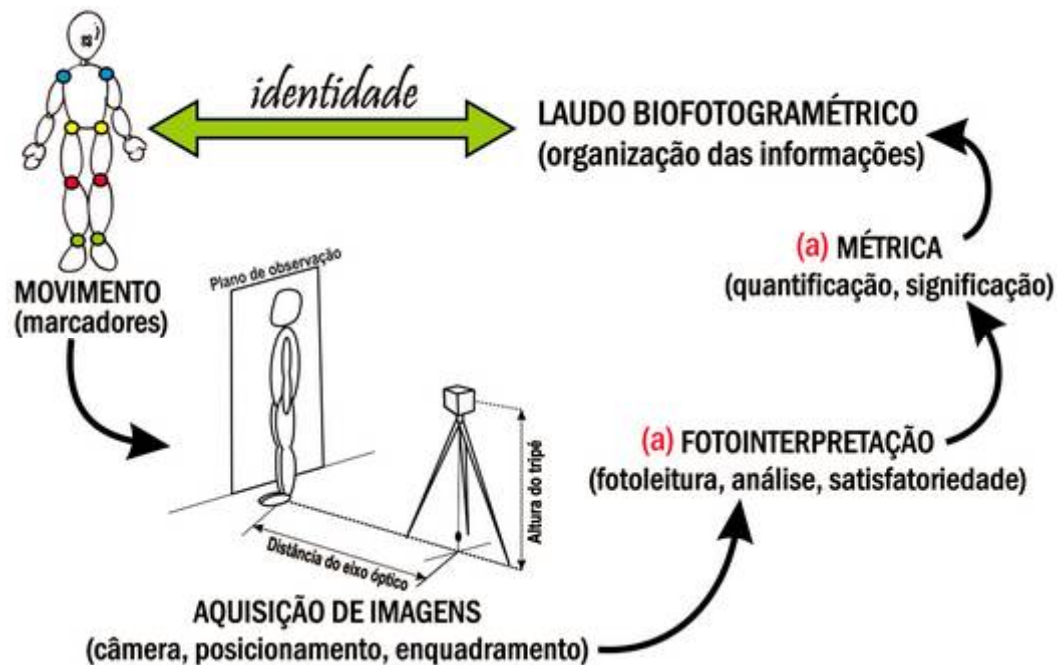 identidade
LAUDO BIOFOTOGRAMÉTRICO
(organização das informações)
(a) MÉTRICA
(quantificação, significação)
MOVIMENTO
(marcadores)
Plano de observação
(a) FOTOINTERPRETAÇÃO
(fotoleitura, análise, satisfatoriedade)
Altura do tripé
Distância do eixo óptico
AQUISIÇÃO DE IMAGENS
(câmera, posicionamento, enquadramento)